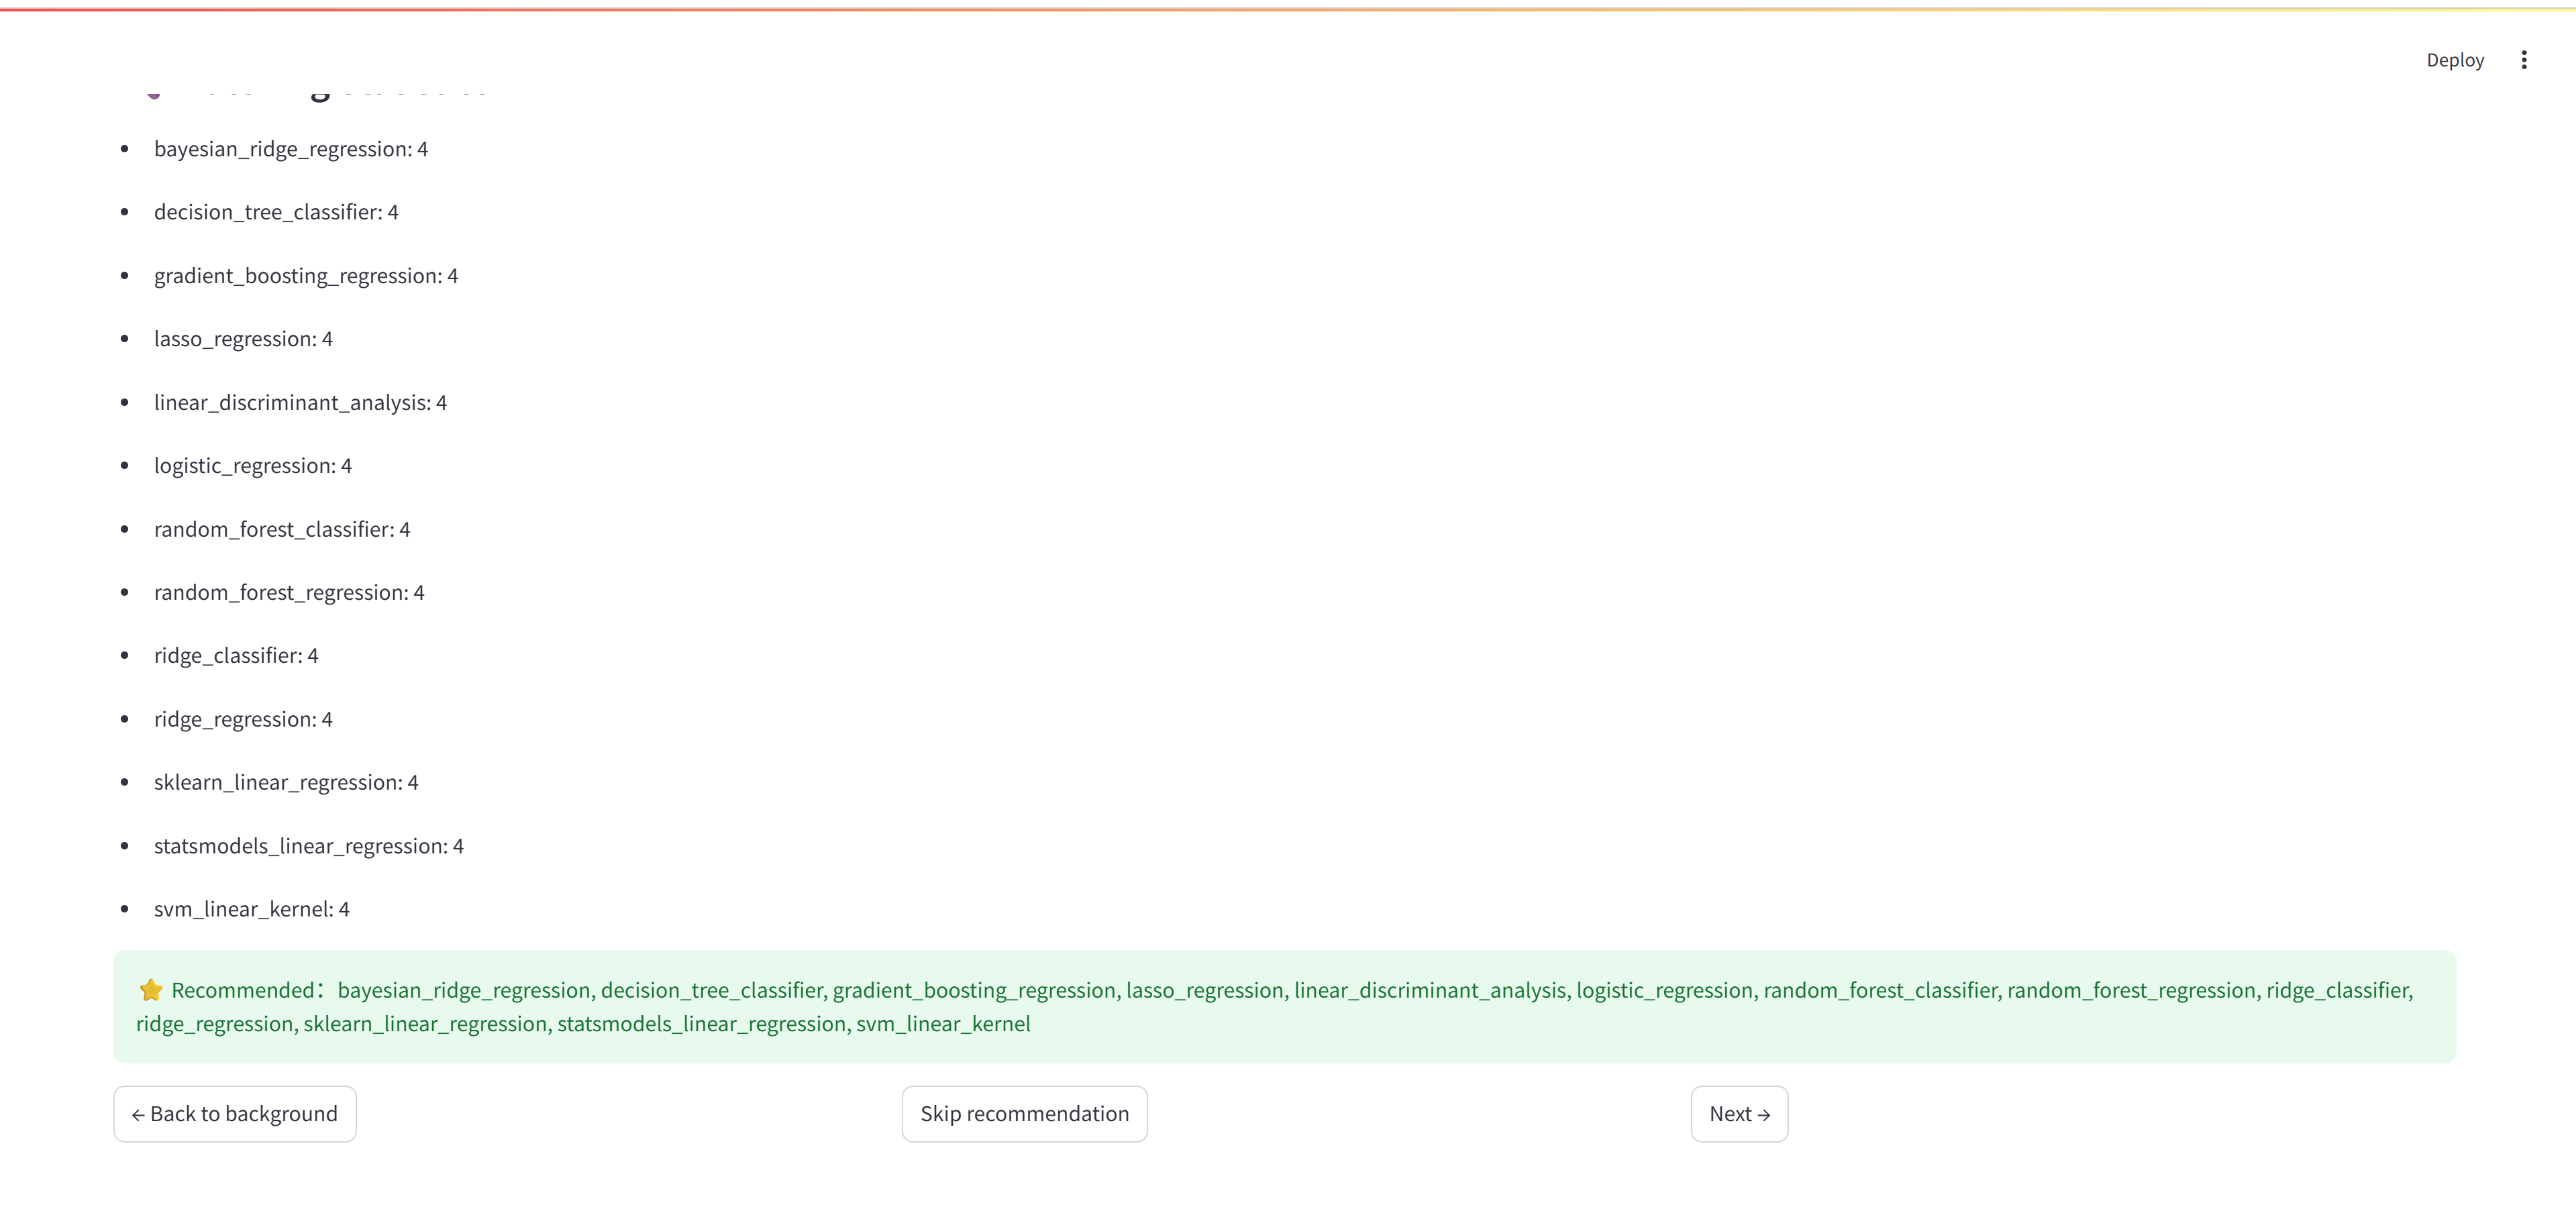 Deploy
bayesian_ridge_regression: 4
decision_tree_classifier: 4
gradient_boosting_regression: 4
lasso_regression: 4
linear_discriminant_analysis: 4
logistic_regression: 4
random_forest_classifier: 4
random_forest_regression: 4
ridge_classifier: 4
ridge_regression: 4
sklearn_linear_regression: 4
statsmodels_linear_regression: 4
svm_linear_kernel: 4
⭐ Recommended：bayesian_ridge_regression, decision_tree_classifier, gradient_boosting_regression, lasso_regression, linear_discriminant_analysis, logistic_regression, random_forest_classifier, random_forest_regression, ridge_classifier,
ridge_regression, sklearn_linear_regression, statsmodels_linear_regression, svm_linear_kernel
← Back to background
Skip recommendation
Next →